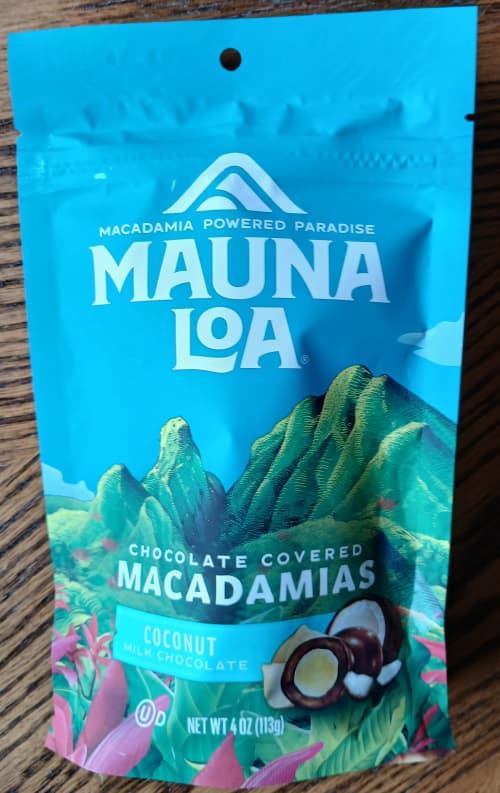 MACADAMIA POWERED PARADISE
MAUNA
LOA®
CHOCOLATE COVERED
MACADAMIAS
COCONUT
MILK CHOCOLATE
Ⓤ D
NET WT 4 OZ (113g)